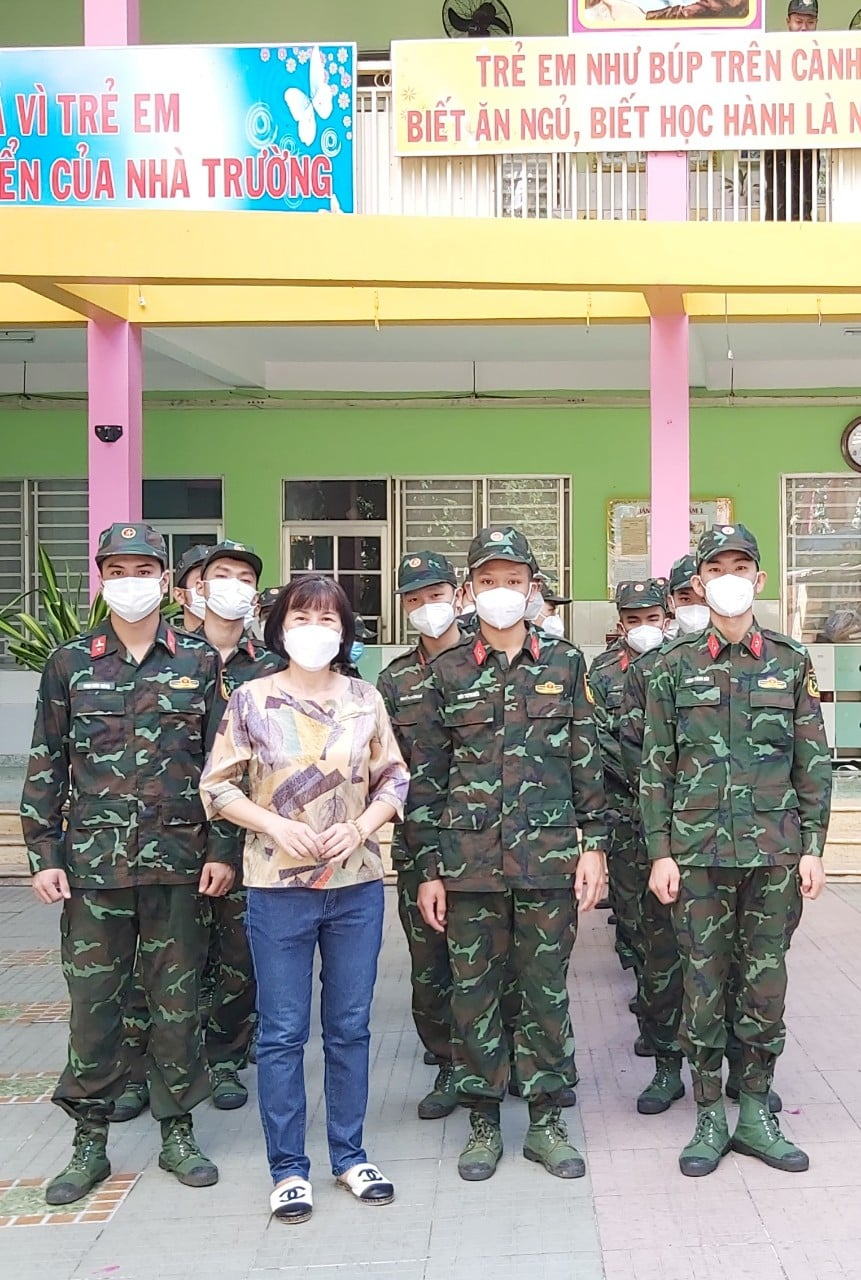 Ả VÌ TRẺ EM
ỂN CỦA NHÀ TRƯỜNG
TRẺ EM NHƯ BÚP TRÊN CÀNH
BIẾT ĂN NGỦ, BIẾT HỌC HÀNH LÀ N